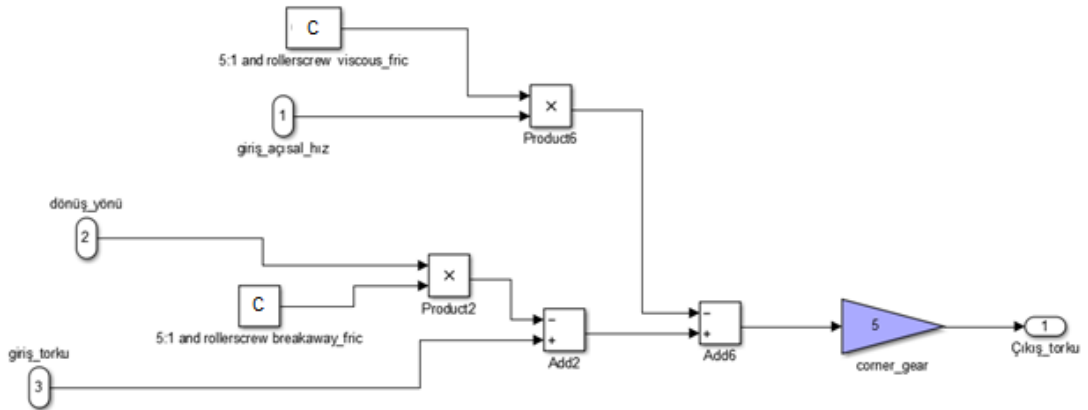 C
5:1 and rollerscrew viscous_fric
1
giriş_açısal_hız
×
Product6
dönüş_yönü
2
C
5:1 and rollerscrew breakaway_fric
×
Product2
giriş_torku
3
−
+
Add2
−
+
Add6
5
corner_gear
1
Çıkış_torku